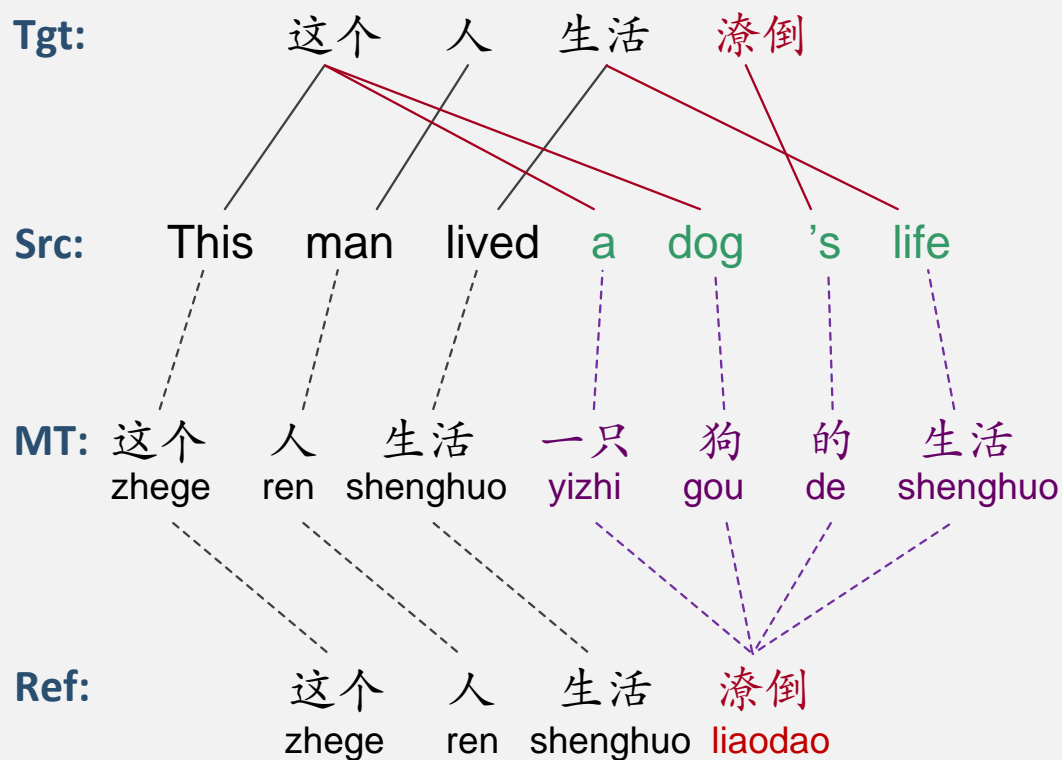 Tgt: 这个 人 生活 潦倒
Src: This man lived a dog 's life
MT: 这个 人 生活 一只 狗 的 生活
zhege ren shenghuo yizhi gou de shenghuo
Ref: 这个 人 生活 潦倒
zhege ren shenghuo liaodao